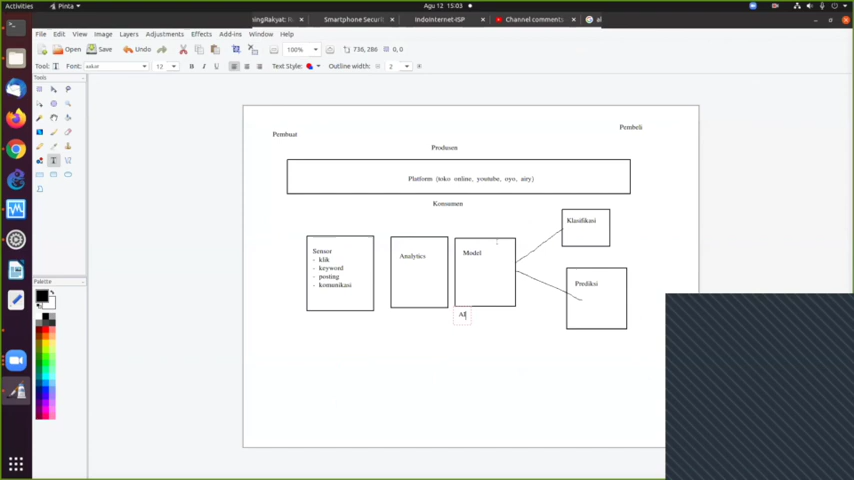 Activities
Pinta
Agu 12 15:03
Smartphone Securi
IndoInternet-ISP
Channel comments
al
File
Edit
View
Image
Layers
Adjustments
Effects
Add-ins
Window
Help
Open
Save
Undo
100%
736, 286
0, 0
Tool:
Font:
12
Text Style:
Outline width:
2
Tools
Palette
Pembuat
Pembeli
Produsen
Platform (toko online, youtube, oyo, airy)
Konsumen
Klasifikasi
Sensor
- klik
- keyword
- posting
- komunikasi
Analytics
Model
Prediksi
AI